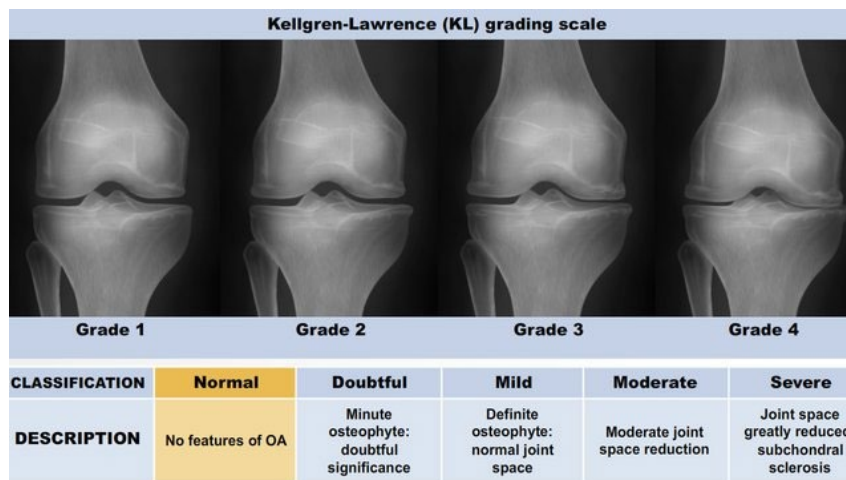 Kellgren-Lawrence (KL) grading scale
Grade 1 Grade 2 Grade 3 Grade 4
CLASSIFICATION Normal Doubtful Mild Moderate Severe
DESCRIPTION
No features of OA
Minute
osteophyte:
doubtful
significance
Definite
osteophyte:
normal joint
space
Moderate joint
space reduction
Joint space
greatly reduced:
subchondral
sclerosis